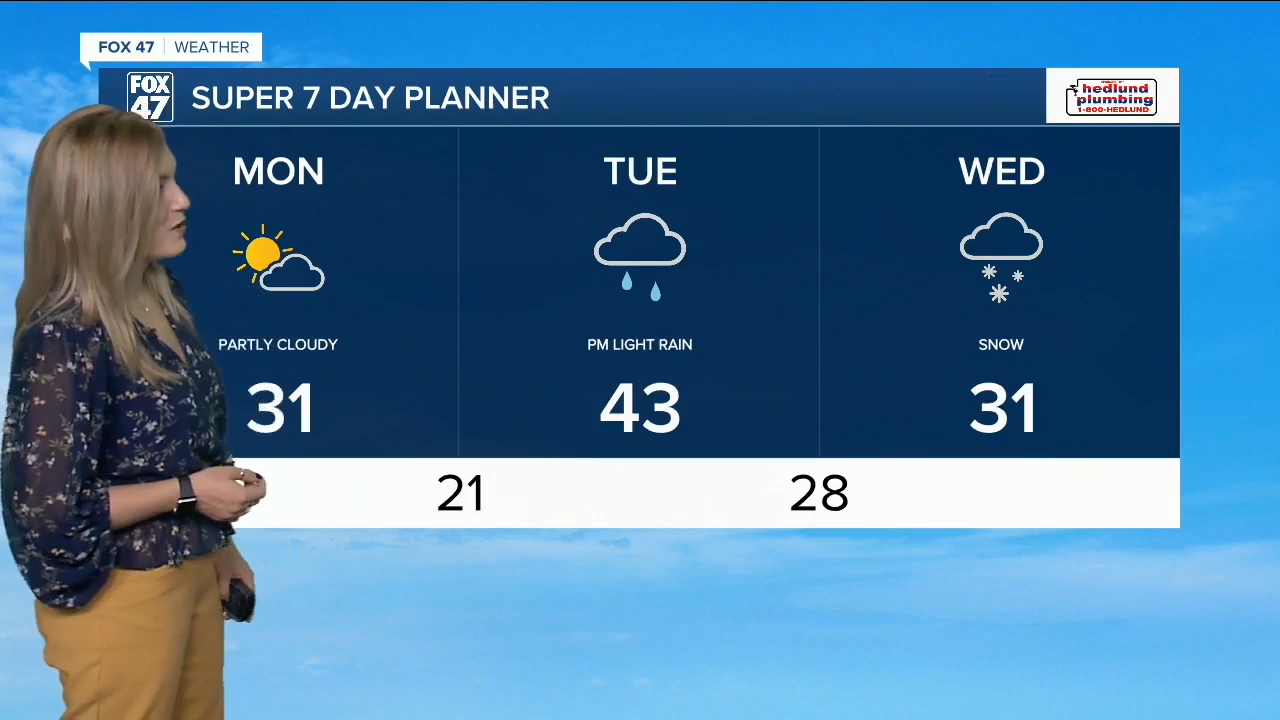 FOX 47 | WEATHER
FOX 47
SUPER 7 DAY PLANNER
hedlund
plumbing
1-800-HEDLUND
MON
TUE
WED
PARTLY CLOUDY
PM LIGHT RAIN
SNOW
31
43
31
21
28